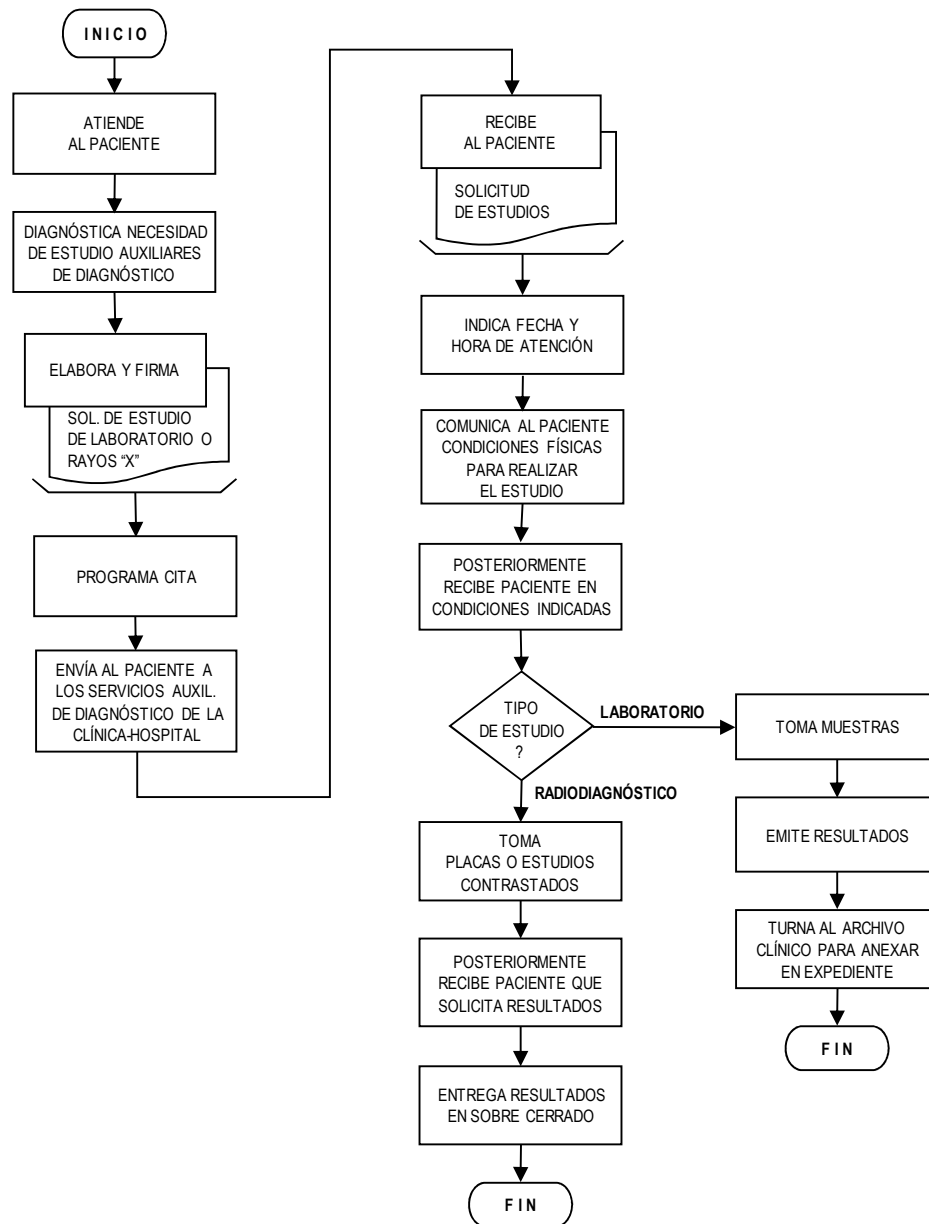 INICIO
ATIENDE
AL PACIENTE
DIAGNÓSTICA NECESIDAD
DE ESTUDIO AUXILIARES
DE DIAGNÓSTICO
ELABORA Y FIRMA
SOL. DE ESTUDIO
DE LABORATORIO O
RAYOS “X”
PROGRAMA CITA
ENVÍA AL PACIENTE A
LOS SERVICIOS AUXIL.
DE DIAGNÓSTICO DE LA
CLÍNICA-HOSPITAL
RECIBE
AL PACIENTE
SOLICITUD
DE ESTUDIOS
INDICA FECHA Y
HORA DE ATENCIÓN
COMUNICA AL PACIENTE
CONDICIONES FÍSICAS
PARA REALIZAR
EL ESTUDIO
POSTERIORMENTE
RECIBE PACIENTE EN
CONDICIONES INDICADAS
TIPO
DE ESTUDIO
?
LABORATORIO
RADIODIAGNÓSTICO
TOMA
PLACAS O ESTUDIOS
CONTRASTADOS
POSTERIORMENTE
RECIBE PACIENTE QUE
SOLICITA RESULTADOS
ENTREGA RESULTADOS
EN SOBRE CERRADO
FIN
TOMA MUESTRAS
EMITE RESULTADOS
TURNA AL ARCHIVO
CLÍNICO PARA ANEXAR
EN EXPEDIENTE
FIN